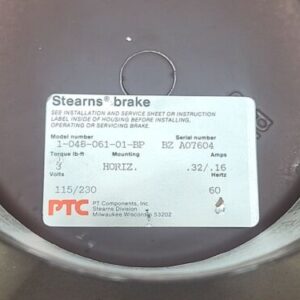 Stearns® brake
SEE INSTALLATION AND SERVICE SHEET OR INSTRUCTION
LABEL INSIDE OF HOUSING BEFORE INSTALLING,
OPERATING OR SERVICING BRAKE.
Model number Serial number
1-048-061-01-BP BZ A07604
Torque lb-ft Mounting Amps
3 HORIZ. .32/.16
Volts Hertz
115/230 60
PTC PT Components, Inc.
Stearns Division
Milwaukee Wisconsin 53202